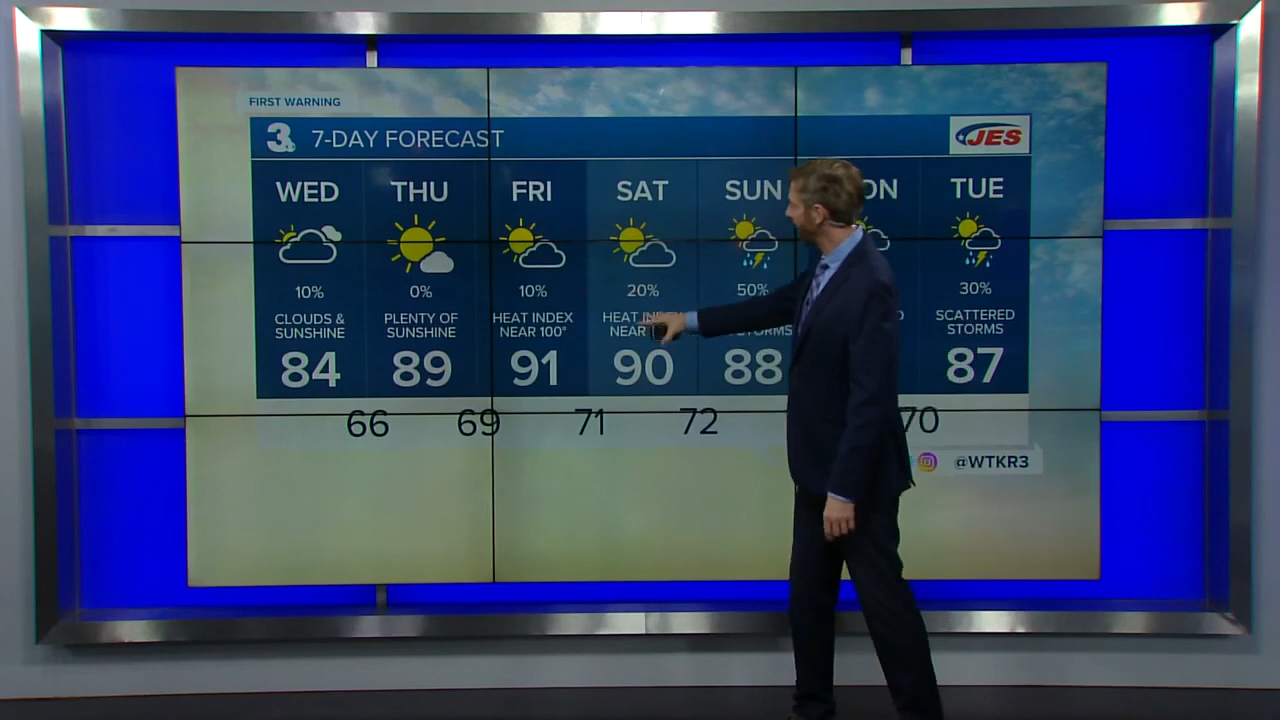 FIRST WARNING
3 7-DAY FORECAST
JES
WED THU FRI SAT SUN ON TUE
10% 0% 10% 20% 50% 30%
CLOUDS & PLENTY OF HEAT INDEX HEAT SCATTERED
SUNSHINE SUNSHINE NEAR 100° NEAR STORMS STORMS
84 89 91 90 88 87
66 69 71 72 70
@WTKR3